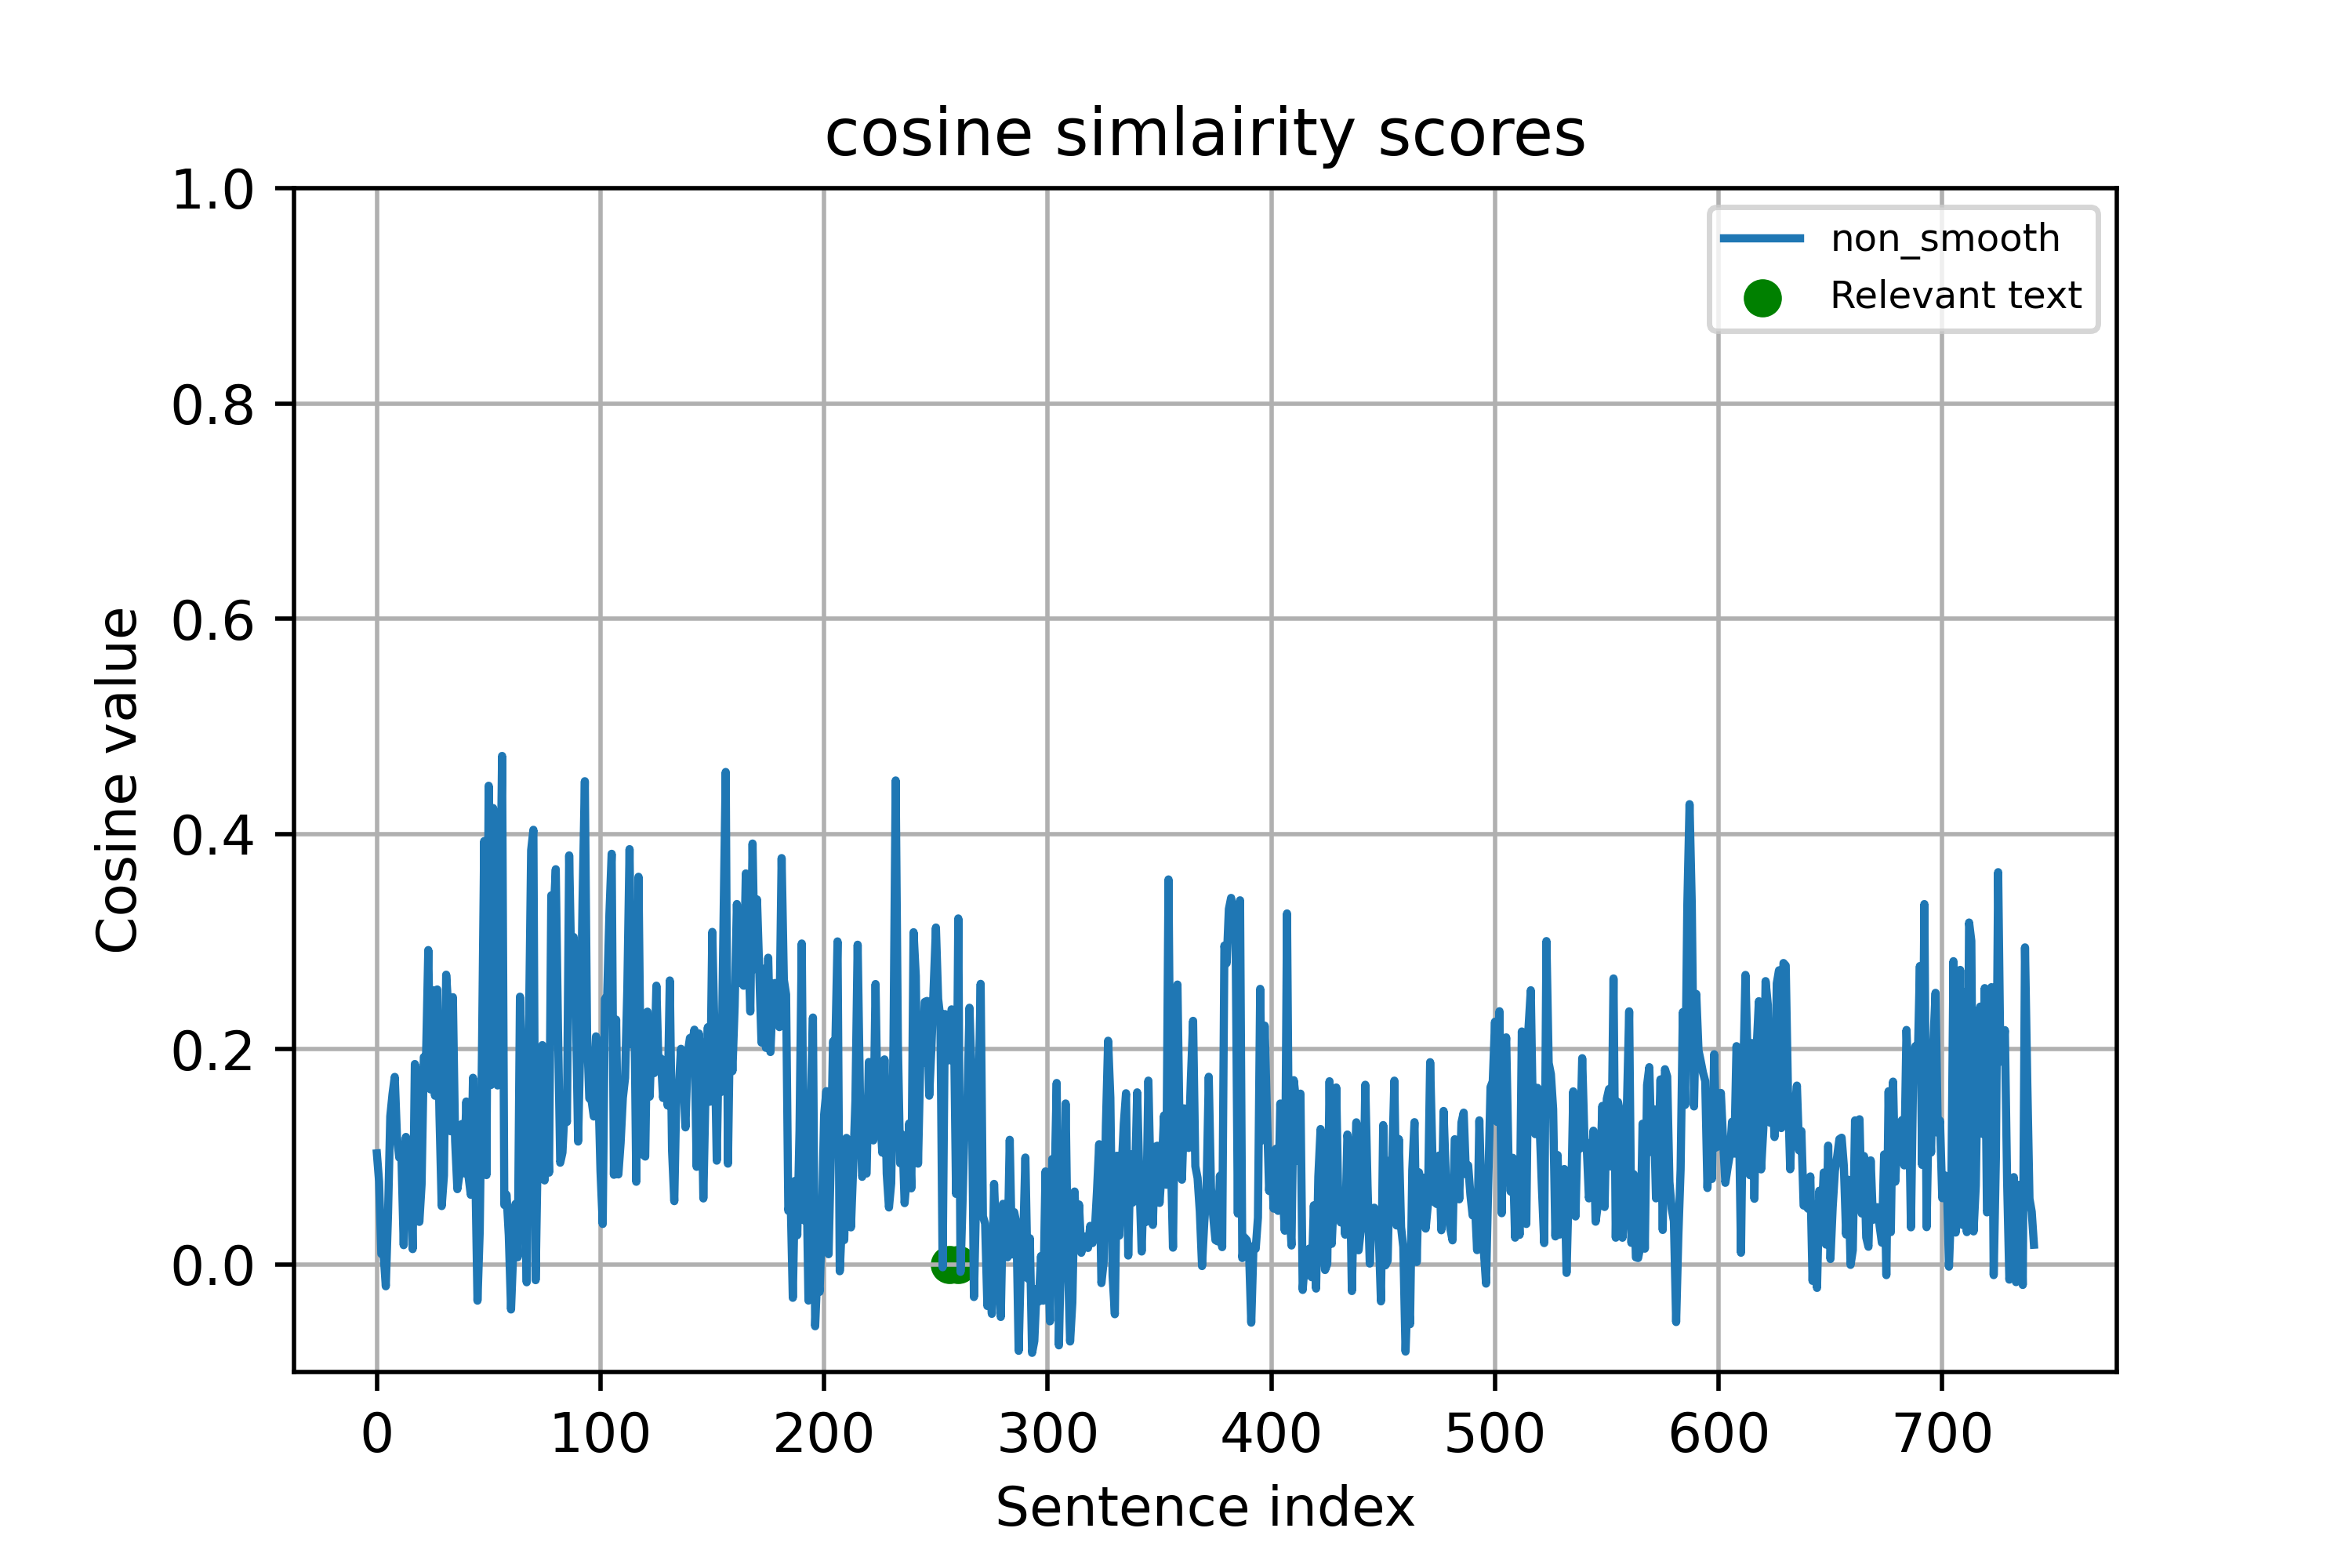 cosine simlairity scores
1.0
0.8
0.6
0.4
0.2
0.0
Cosine value
non_smooth
Relevant text
0 100 200 300 400 500 600 700
Sentence index